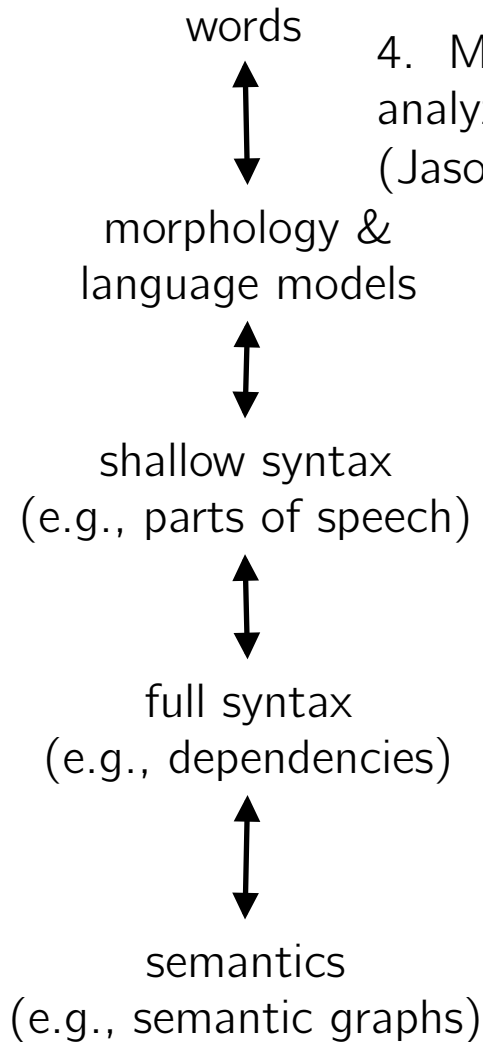 words
4. M
analy
(Jaso
morphology &
language models
shallow syntax
(e.g., parts of speech)
full syntax
(e.g., dependencies)
semantics
(e.g., semantic graphs)